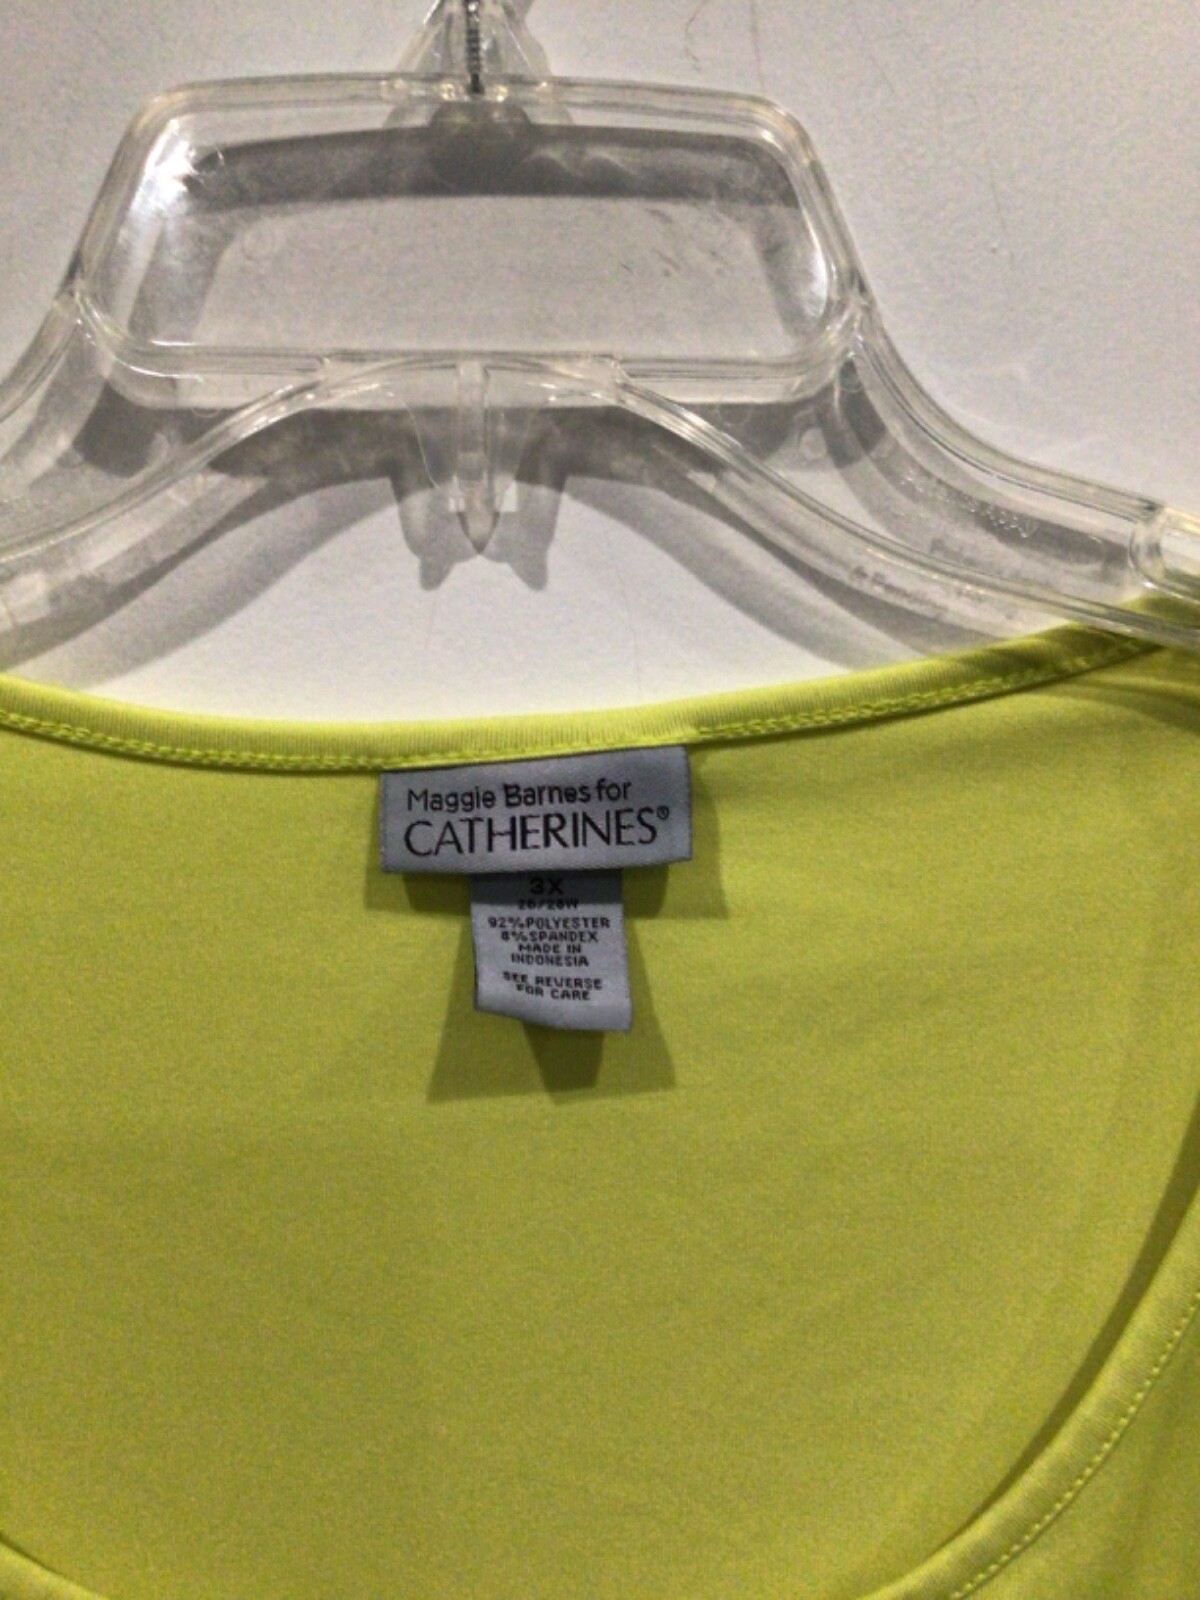 Maggie Barnes for
CATHERINES®
3X
26/28W
92%POLYESTER
8%SPANDEX
MADE IN
INDONESIA
SEE REVERSE
FOR CARE